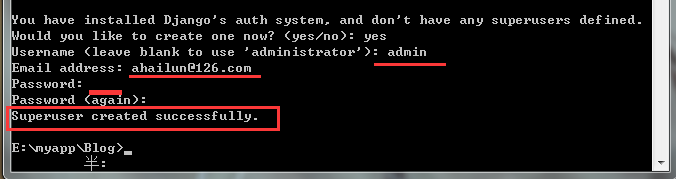 You have installed Django's auth system, and don't have any superusers defined.
Would you like to create one now? (yes/no): yes
Username (leave blank to use 'administrator'): admin
Email address: ahailun@126.com
Password:
Password (again):
Superuser created successfully.
E:\myapp\Blog>_
半: